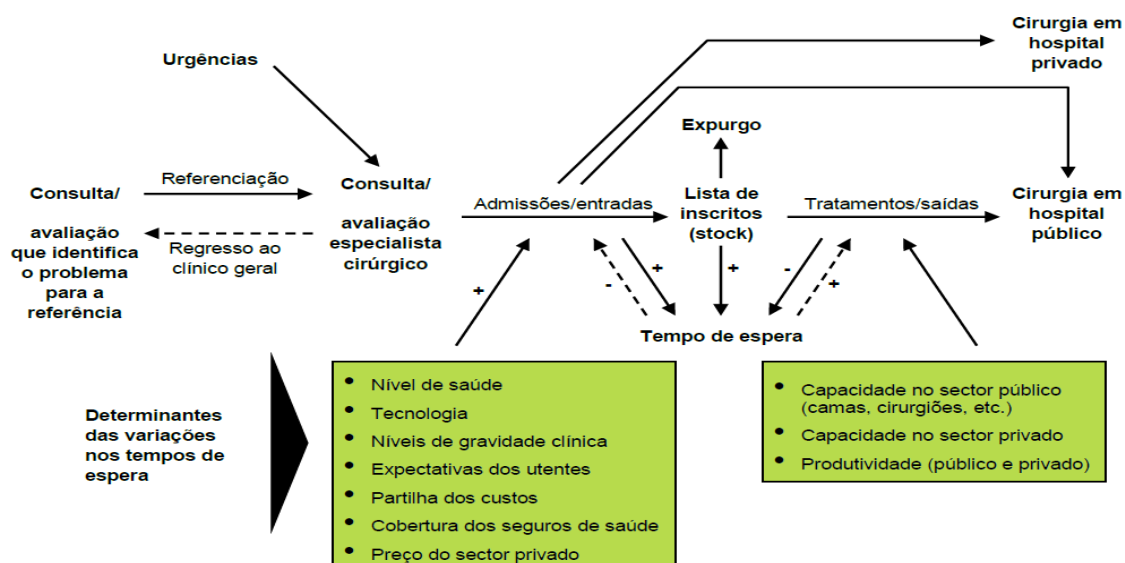 Cirurgia em
hospital
privado
Urgências
Expurgo
Consulta/
avaliação
que identifica
o problema
para a
referência
Referenciação
Regresso ao
clínico geral
Consulta/
avaliação
especialista
cirúrgico
Admissões/entradas
Lista de
inscritos
(stock)
Tratamentos/saídas
Cirurgia em
hospital
público
+
-
+
+
-
+
Tempo de espera
Determinantes
das variações
nos tempos de
espera
• Nível de saúde
• Tecnologia
• Níveis de gravidade clínica
• Expectativas dos utentes
• Partilha dos custos
• Cobertura dos seguros de saúde
• Preço do sector privado
• Capacidade no sector público
(camas, cirurgiões, etc.)
• Capacidade no sector privado
• Produtividade (público e privado)